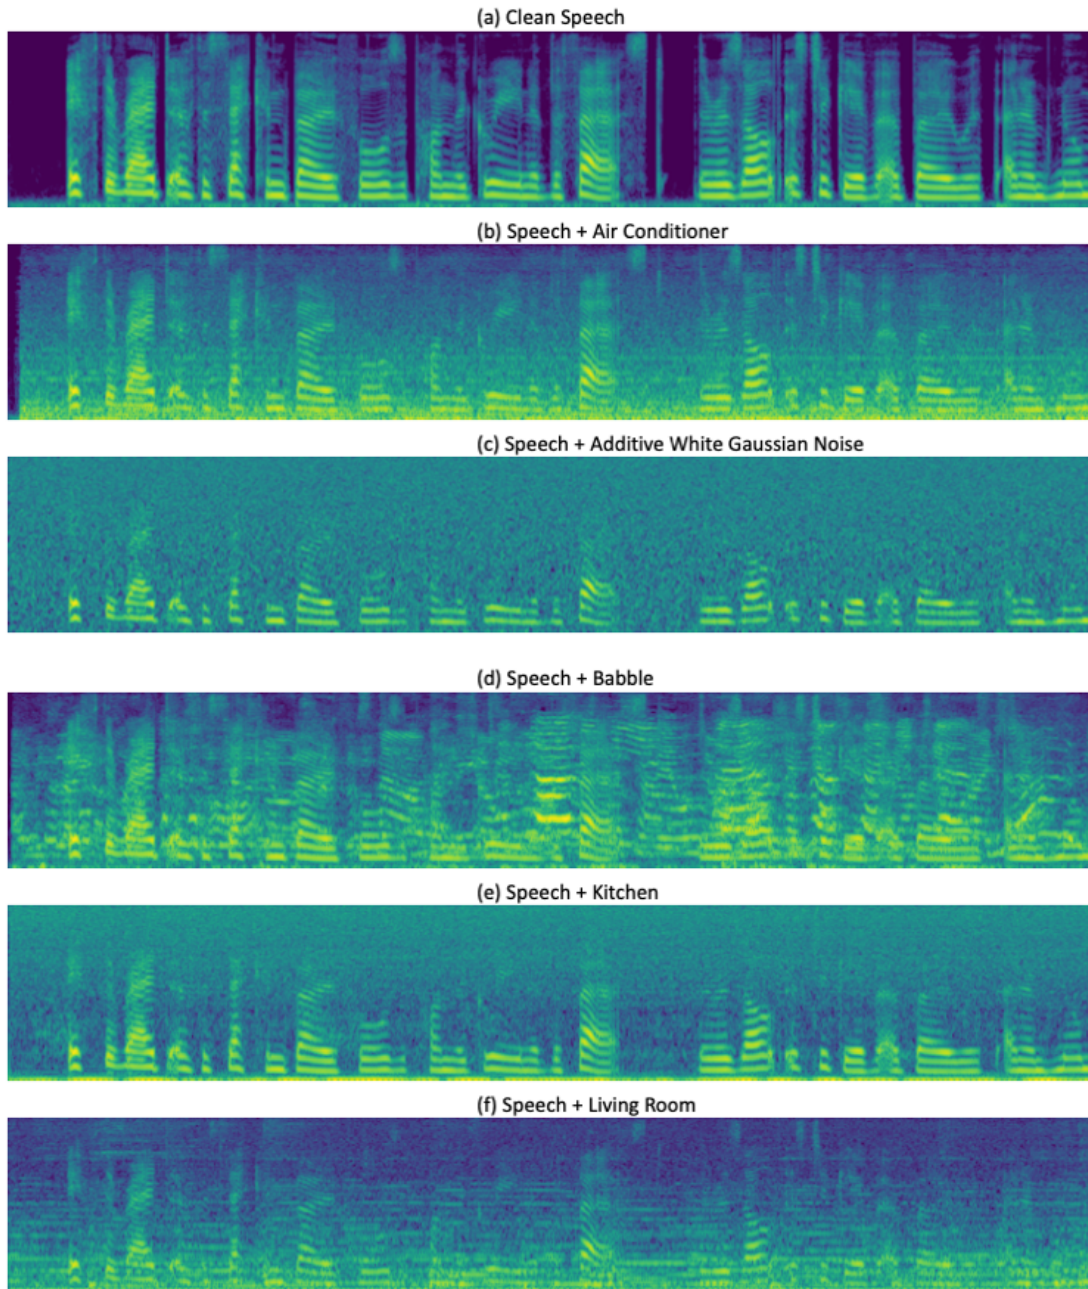 (a) Clean Speech
(b) Speech + Air Conditioner
(c) Speech + Additive White Gaussian Noise
(d) Speech + Babble
(e) Speech + Kitchen
(f) Speech + Living Room